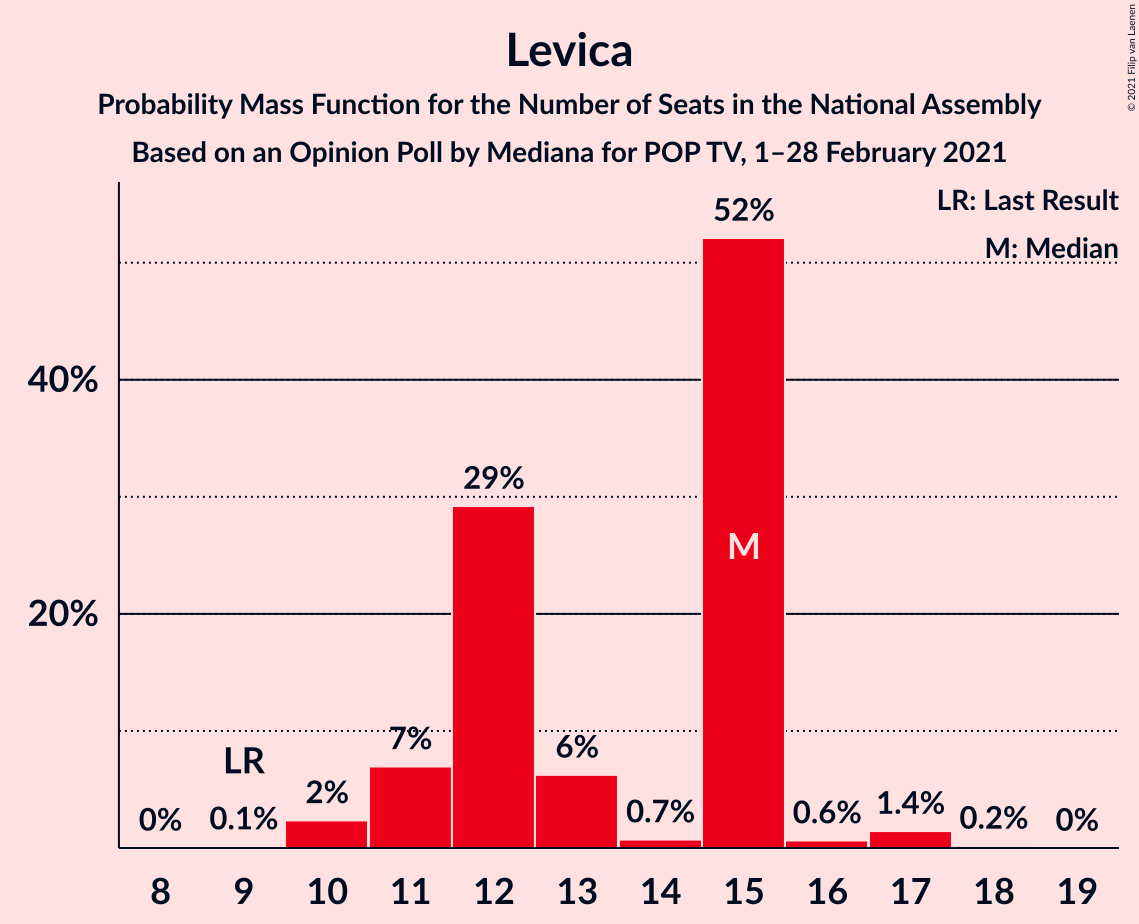 Levica
Probability Mass Function for the Number of Seats in the National Assembly
Based on an Opinion Poll by Mediana for POP TV, 1–28 February 2021
© 2021 Filip van Laenen
LR: Last Result
M: Median
52%
40%
29%
M
20%
LR
7%
6%
2%
0%
0.1%
0.7%
0.6%
1.4%
0.2%
0%
8 9 10 11 12 13 14 15 16 17 18 19